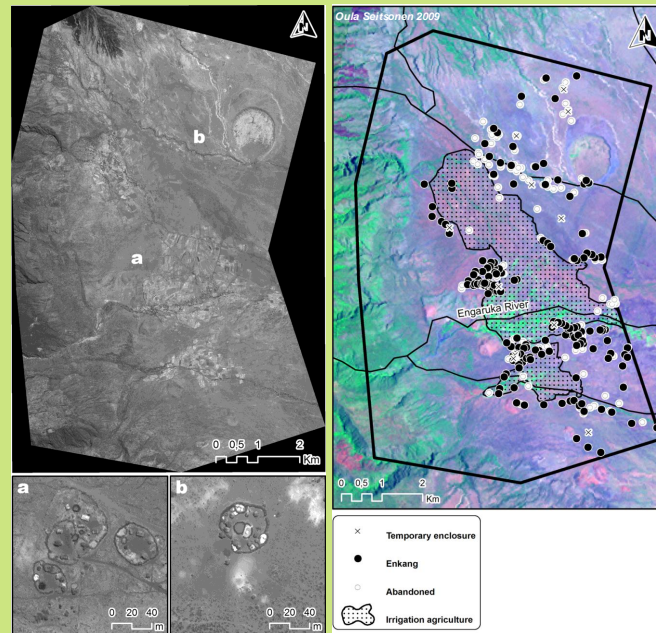 N
b
a
0 0,5 1 2
Km
a
0 20 40
m
b
0 20 40
m
Oula Seitsonen 2009
N
Engaruka River
0 0,5 1 2
Km
Temporary enclosure
Enkang
Abandoned
Irrigation agriculture